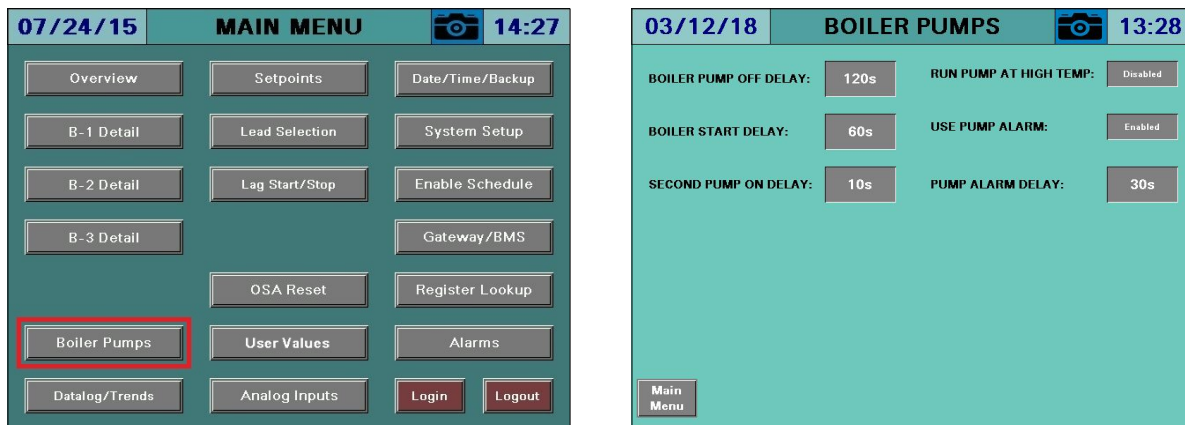 07/24/15 MAIN MENU 14:27
Overview Setpoints Date/Time/Backup
B-1 Detail Lead Selection System Setup
B-2 Detail Lag Start/Stop Enable Schedule
B-3 Detail Gateway/BMS
OSA Reset Register Lookup
Boiler Pumps User Values Alarms
Datalog/Trends Analog Inputs Login Logout
03/12/18 BOILER PUMPS 13:28
BOILER PUMP OFF DELAY: 120s RUN PUMP AT HIGH TEMP: Disabled
BOILER START DELAY: 60s USE PUMP ALARM: Enabled
SECOND PUMP ON DELAY: 10s PUMP ALARM DELAY: 30s
Main
Menu